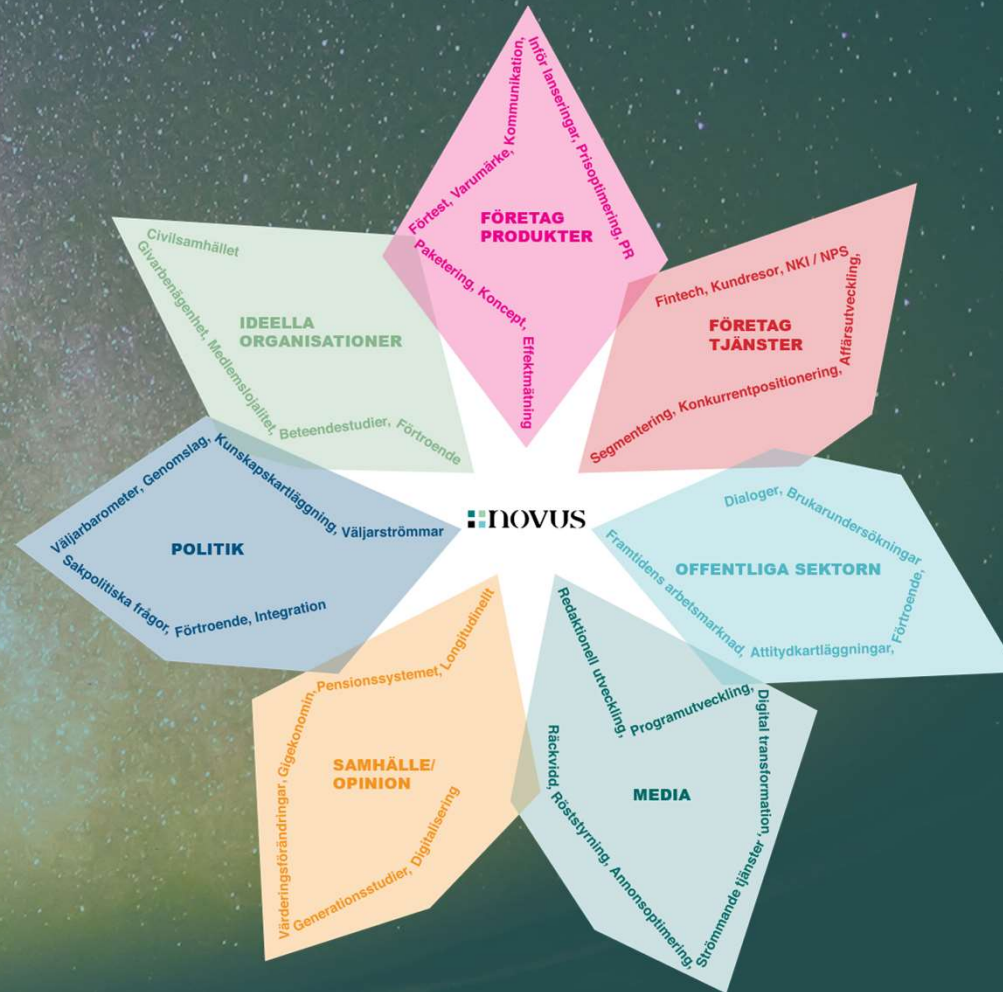 Förtest, Varumärke, Kommunikation,
Inför lanseringar, Prisoptimering, PR
FÖRETAG
PRODUKTER
Paketering, Koncept, Effektmätning
Fintech, Kundresor, NKI / NPS
FÖRETAG
TJÄNSTER
Segmentering, Konkurrentpositionering, Affärsutveckling,
Civilsamhället
IDEELLA
ORGANISATIONER
Givarbenägenhet, Medlemslojalitet, Beteendestudier, Förtroende
Väljarbarometer, Genomslag, Kunskapskartläggning, Väljarströmmar
POLITIK
Sakpolitiska frågor, Förtroende, Integration
novus
Dialoger, Brukarundersökningar
OFFENTLIGA SEKTORN
Framtidens arbetsmarknad, Attitydkartläggningar, Förtroende,
Värderingsförändringar, Gigekonomin, Pensionssystemet, Longitudinellt
SAMHÄLLE/
OPINION
Generationsstudier, Digitalisering
Redaktionell utveckling, Programutveckling, Digital transformation
MEDIA
Räckvidd, Röststyrning, Annonsoptimering, Strömmande tjänster ,